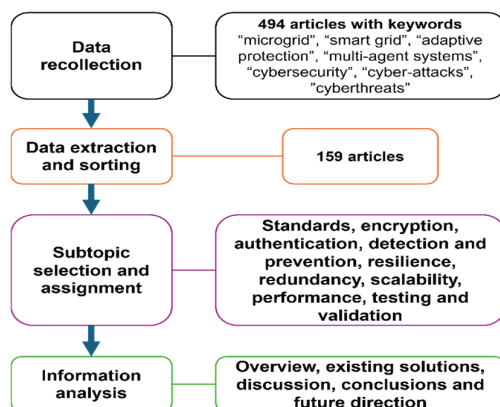 Data
recollection
494 articles with keywords
“microgrid”, “smart grid”, “adaptive
protection”, “multi-agent systems”,
“cybersecurity”, “cyber-attacks”,
"cyberthreats”
Data extraction
and sorting
159 articles
Subtopic
selection and
assignment
Standards, encryption,
authentication, detection and
prevention, resilience,
redundancy, scalability,
performance, testing and
validation
Information
analysis
Overview, existing solutions,
discussion, conclusions and
future direction